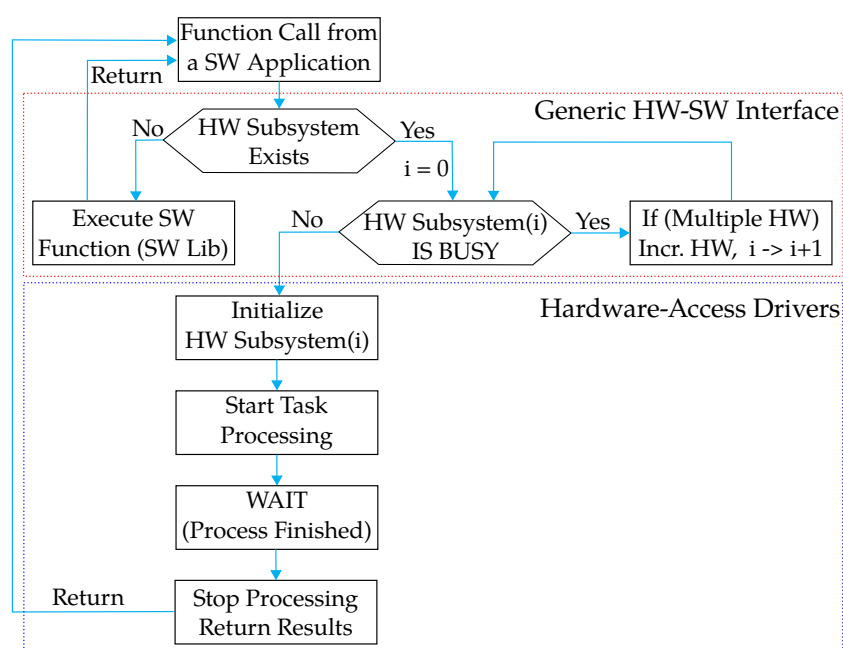 Function Call from
a SW Application
Return
Generic HW-SW Interface
No
HW Subsystem
Exists
Yes
i = 0
Execute SW
Function (SW Lib)
No
HW Subsystem(i)
IS BUSY
Yes
If (Multiple HW)
Incr. HW, i -> i+1
Hardware-Access Drivers
Initialize
HW Subsystem(i)
Start Task
Processing
WAIT
(Process Finished)
Return
Stop Processing
Return Results